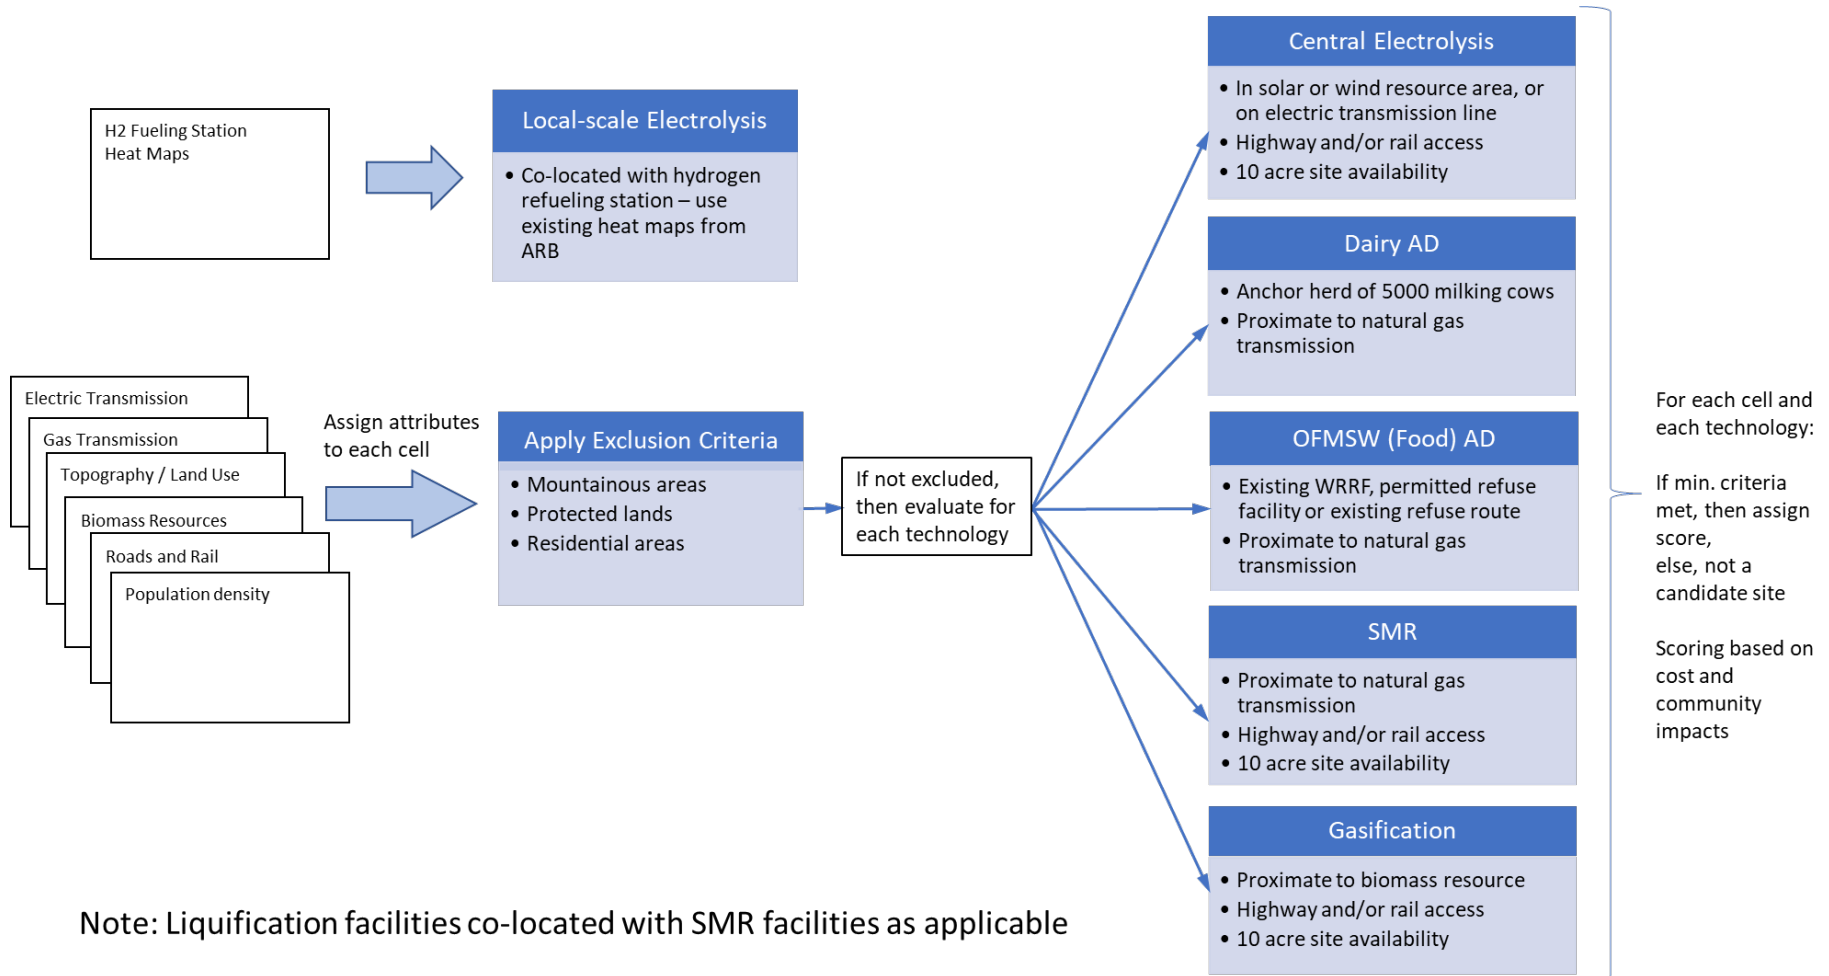 H2 Fueling Station
Heat Maps
Local-scale Electrolysis
• Co-located with hydrogen
refueling station – use
existing heat maps from
ARB
Electric Transmission
Gas Transmission
Topography / Land Use
Biomass Resources
Roads and Rail
Population density
Assign attributes
to each cell
Apply Exclusion Criteria
• Mountainous areas
• Protected lands
• Residential areas
If not excluded,
then evaluate for
each technology
Central Electrolysis
• In solar or wind resource area, or
on electric transmission line
• Highway and/or rail access
• 10 acre site availability
Dairy AD
• Anchor herd of 5000 milking cows
• Proximate to natural gas
transmission
OFMSW (Food) AD
• Existing WRRF, permitted refuse
facility or existing refuse route
• Proximate to natural gas
transmission
SMR
• Proximate to natural gas
transmission
• Highway and/or rail access
• 10 acre site availability
Gasification
• Proximate to biomass resource
• Highway and/or rail access
• 10 acre site availability
For each cell and
each technology:
If min. criteria
met, then assign
score,
else, not a
candidate site
Scoring based on
cost and
community
impacts
Note: Liquification facilities co-located with SMR facilities as applicable